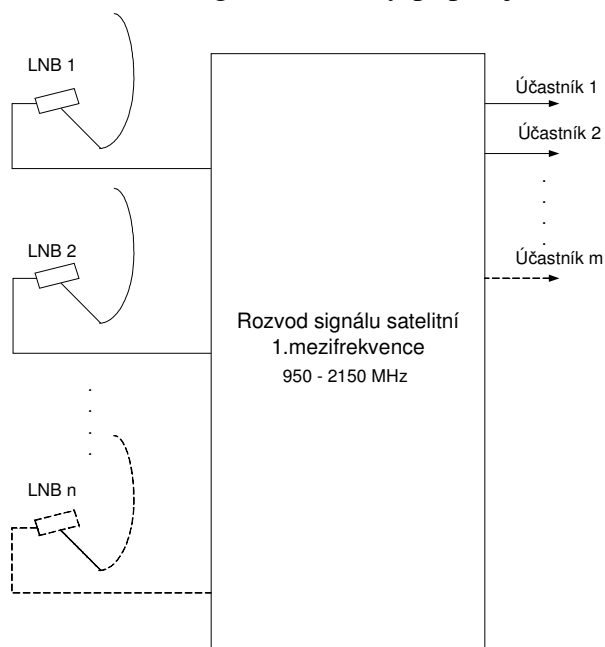 LNB 1
LNB 2
LNB n
Rozvod signálu satelitní
1.mezifrekvence
950 - 2150 MHz
Účastník 1
Účastník 2
Účastník m